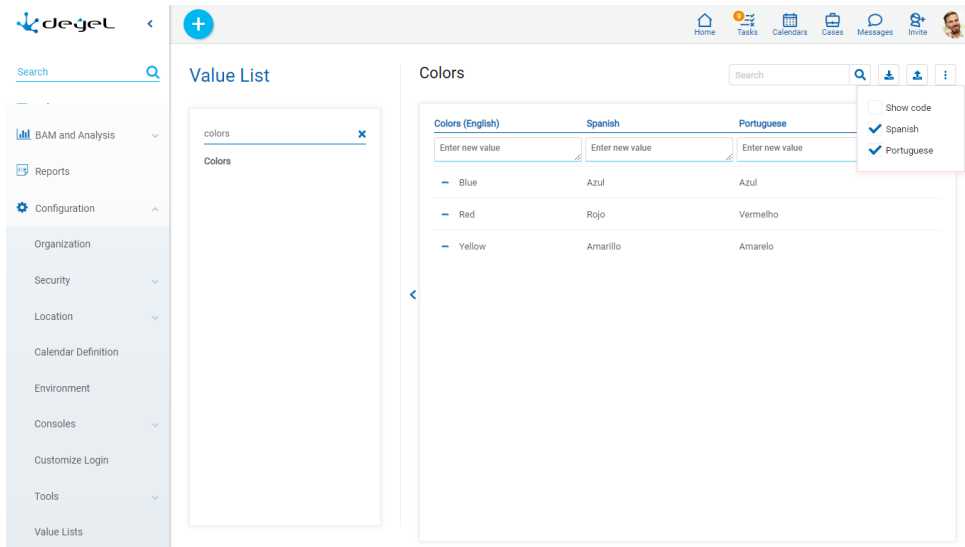 deyel
Home
9
Tasks
Calendars
Cases
Messages
Invite
Search
BAM and Analysis
Reports
Configuration
Organization
Security
Location
Calendar Definition
Environment
Consoles
Customize Login
Tools
Value Lists
Value List
colors
Colors
Colors
Search
Show code
Spanish
Portuguese
Colors (English) Spanish Portuguese
Enter new value Enter new value Enter new value
Blue Azul Azul
Red Rojo Vermelho
Yellow Amarillo Amarelo